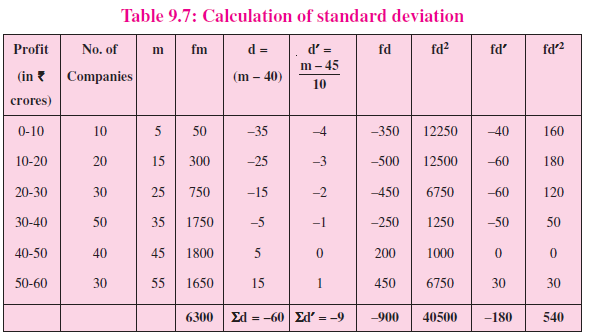 Table 9.7: Calculation of standard deviation
Profit (in ₹ crores) | No. of Companies | m | fm | d = (m – 40) | d′ = m – 45 / 10 | fd | fd² | fd′ | fd′²
0-10 | 10 | 5 | 50 | –35 | –4 | –350 | 12250 | –40 | 160
10-20 | 20 | 15 | 300 | –25 | –3 | –500 | 12500 | –60 | 180
20-30 | 30 | 25 | 750 | –15 | –2 | –450 | 6750 | –60 | 120
30-40 | 50 | 35 | 1750 | –5 | –1 | –250 | 1250 | –50 | 50
40-50 | 40 | 45 | 1800 | 5 | 0 | 200 | 1000 | 0 | 0
50-60 | 30 | 55 | 1650 | 15 | 1 | 450 | 6750 | 30 | 30
6300 | Σd = –60 | Σd′ = –9 | –900 | 40500 | –180 | 540